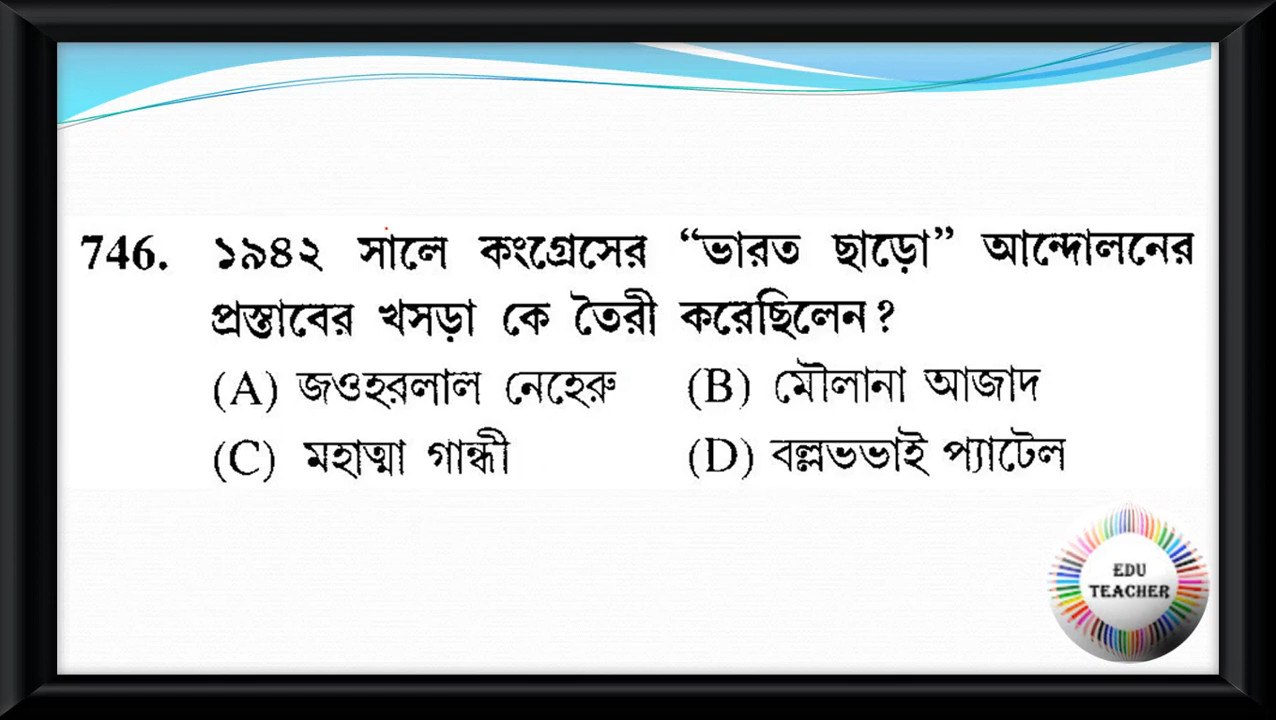 746. ১৯৪২ সালে কংগ্রেসের “ভারত ছাড়ো” আন্দোলনের
প্রস্তাবের খসড়া কে তৈরী করেছিলেন?
(A) জওহরলাল নেহেরু (B) মৌলানা আজাদ
(C) মহাত্মা গান্ধী (D) বল্লভভাই প্যাটেল
EDU
TEACHER